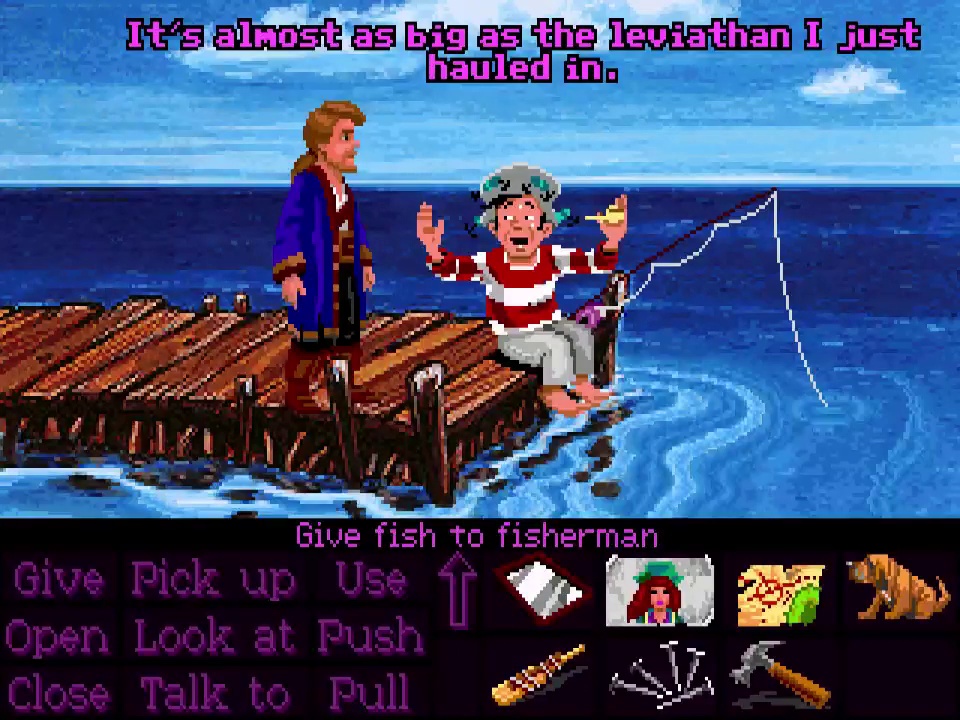 It's almost as big as the leviathan I just
hauled in.
Give fish to fisherman
Give Pick up Use
Open Look at Push
Close Talk to Pull